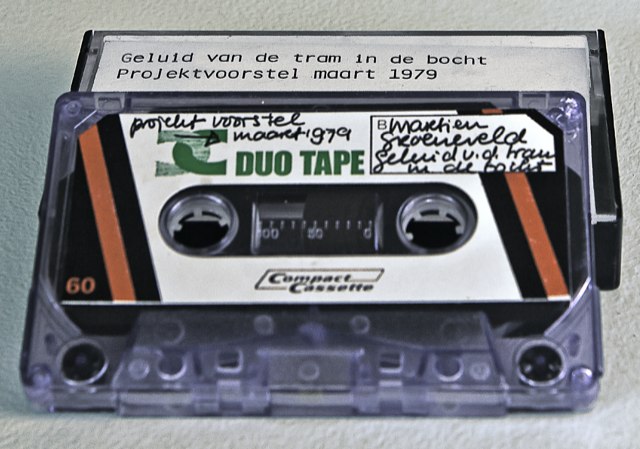 Geluid van de tram in de bocht
Projektvoorstel maart 1979
projekt voorstel
maart 1979
DUO TAPE
B Martien
Groeneveld
geluid v.d. tram
in de bocht
100 50 0
60
Compact
Cassette